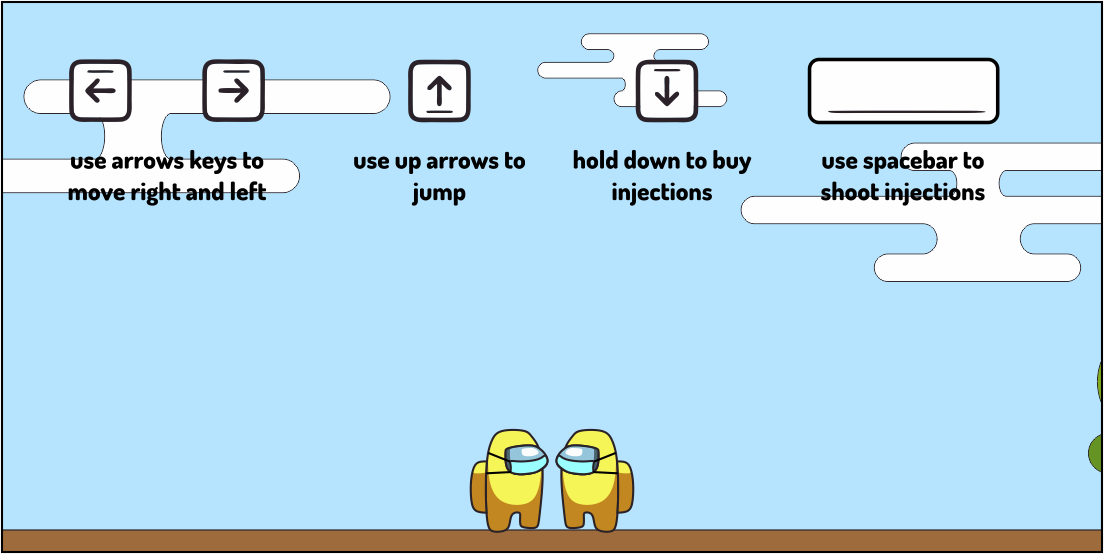 use arrows keys to
move right and left
use up arrows to
jump
hold down to buy
injections
use spacebar to
shoot injections